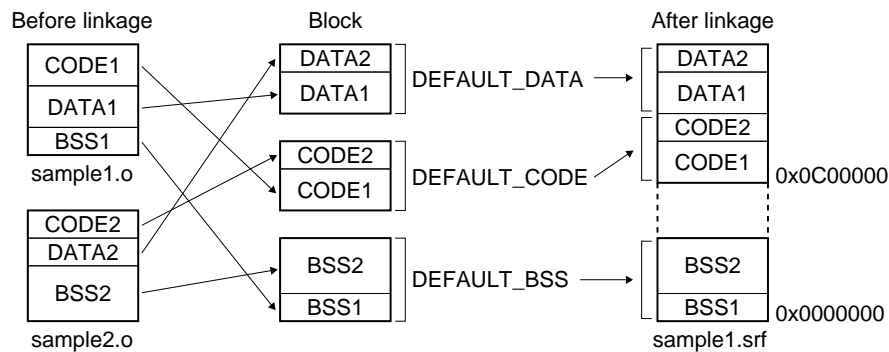 Before linkage
Block
After linkage
CODE1
DATA1
BSS1
sample1.o
CODE2
DATA2
BSS2
sample2.o
DATA2
DATA1
DEFAULT_DATA
CODE2
CODE1
DEFAULT_CODE
BSS2
BSS1
DEFAULT_BSS
DATA2
DATA1
CODE2
CODE1
0x0C00000
BSS2
BSS1
0x0000000
sample1.srf